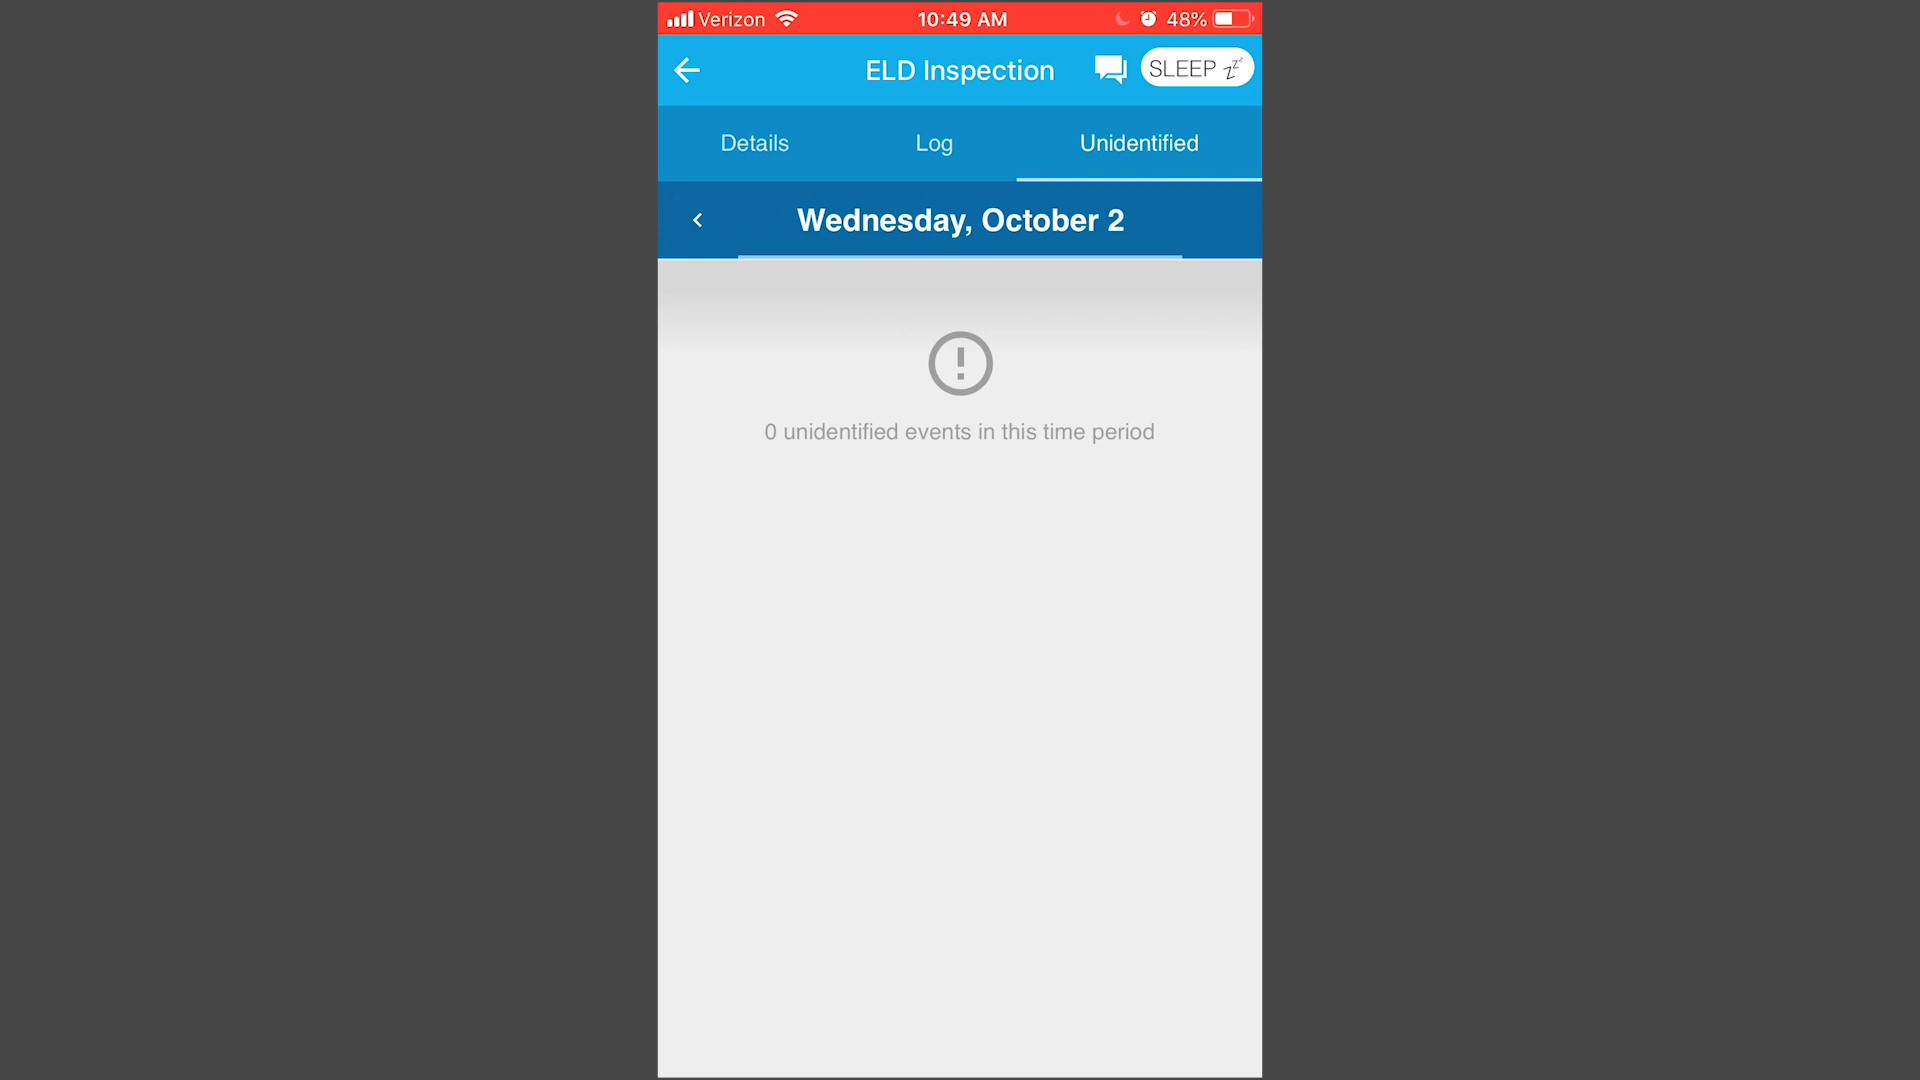 Verizon 10:49 AM 48%
ELD Inspection SLEEP zzz
Details Log Unidentified
Wednesday, October 2
0 unidentified events in this time period